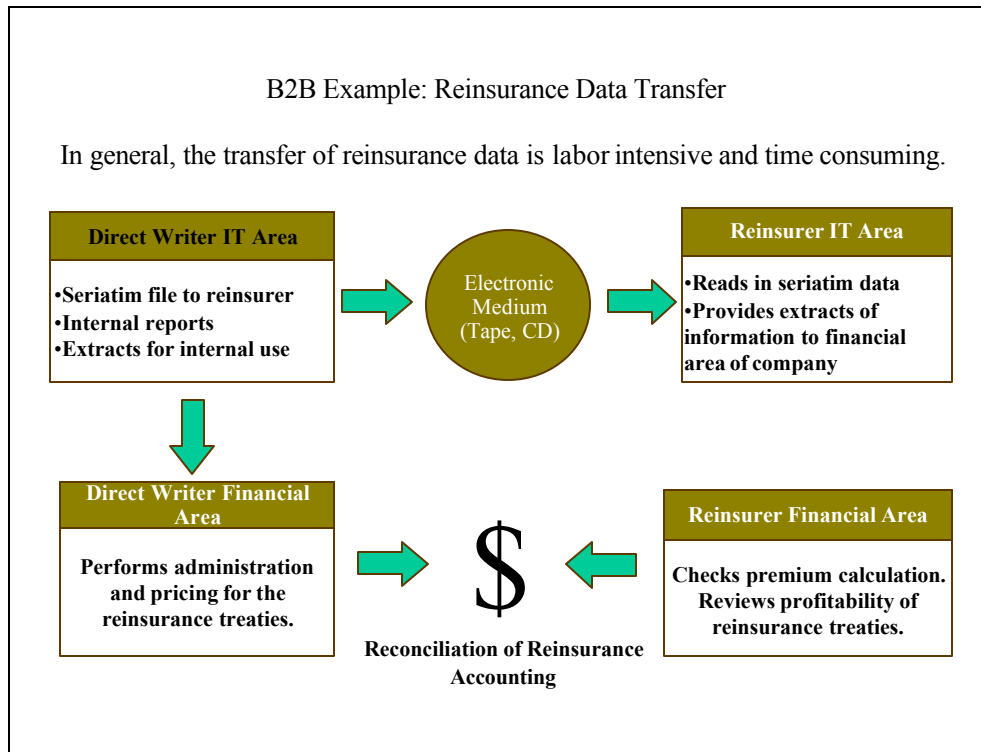 B2B Example: Reinsurance Data Transfer
In general, the transfer of reinsurance data is labor intensive and time consuming.
Direct Writer IT Area
•Seriatim file to reinsurer
•Internal reports
•Extracts for internal use
Electronic
Medium
(Tape, CD)
Reinsurer IT Area
•Reads in seriatim data
•Provides extracts of
information to financial
area of company
Direct Writer Financial
Area
Performs administration
and pricing for the
reinsurance treaties.
$
Reconciliation of Reinsurance
Accounting
Reinsurer Financial Area
Checks premium calculation.
Reviews profitability of
reinsurance treaties.